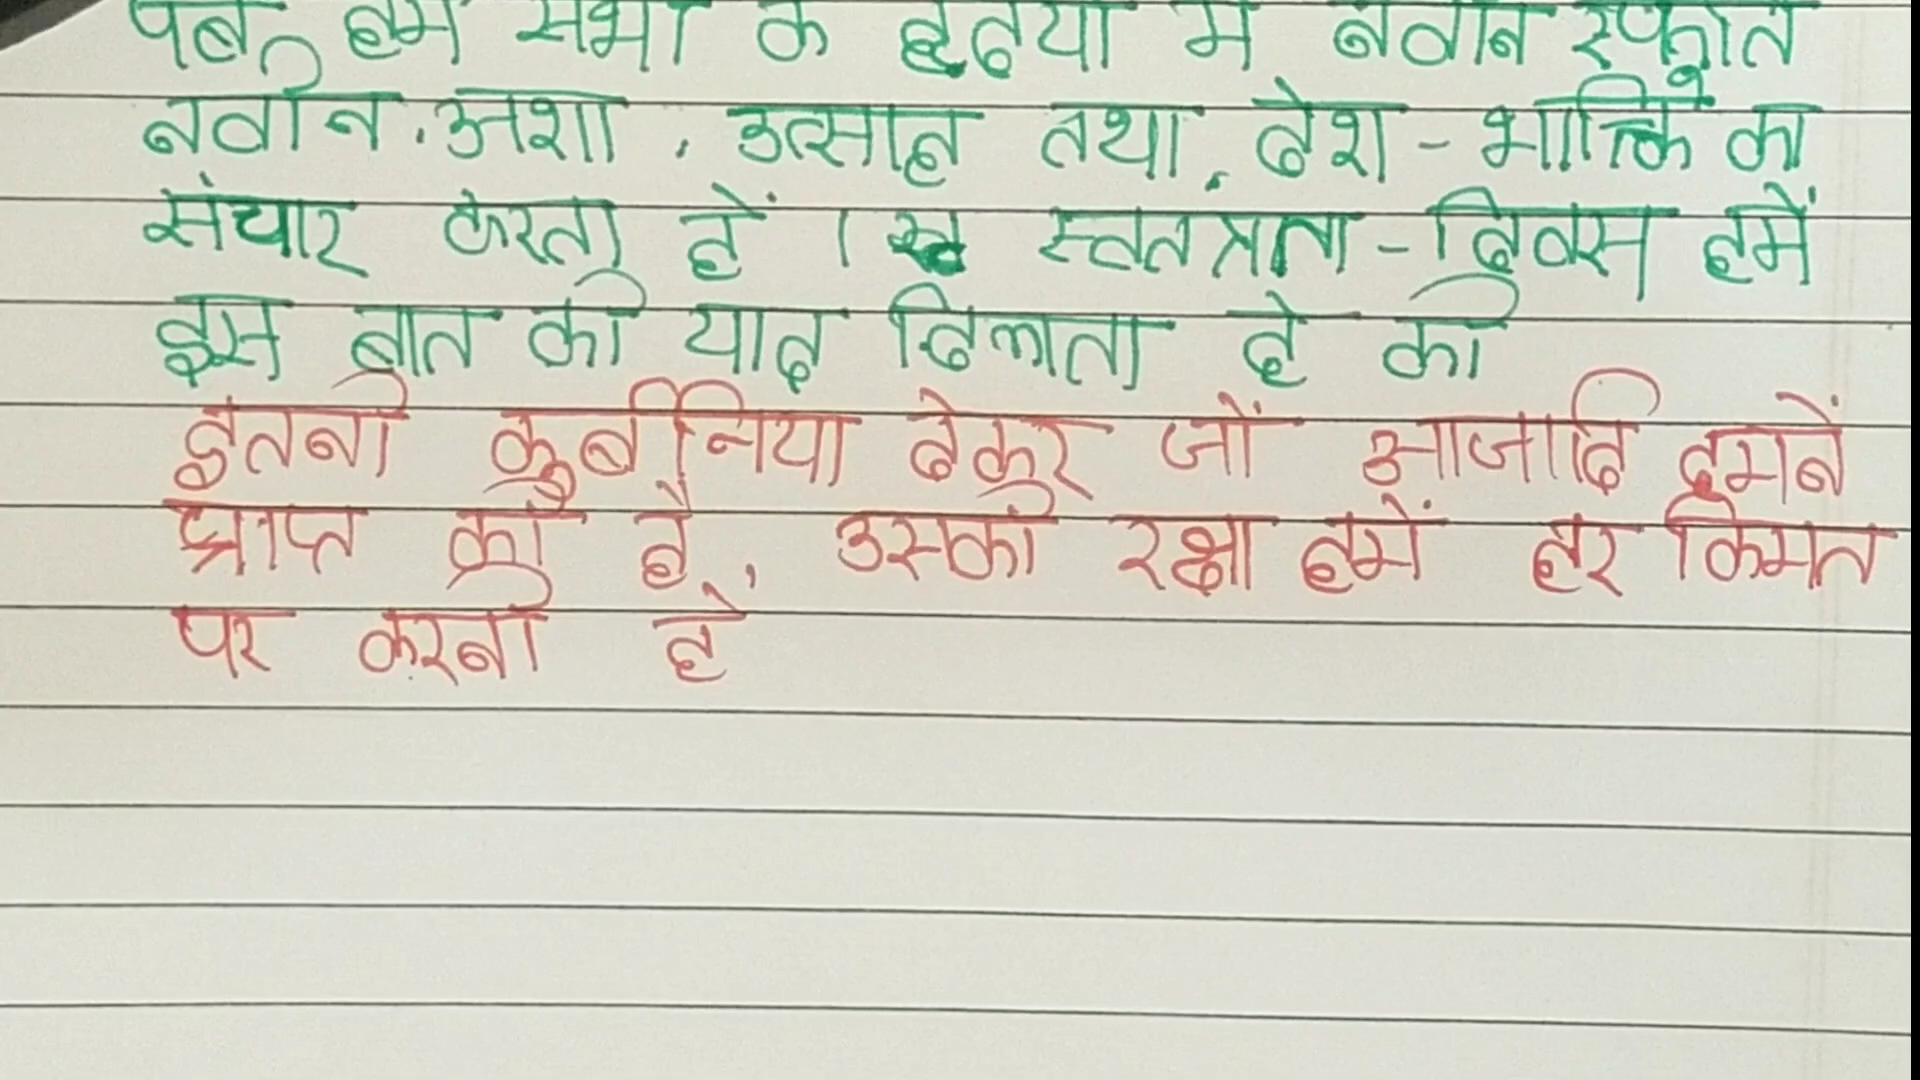 पर्व हम सभी के हृदयों में नवीन स्फूर्ति
नवीन . आशा , उत्साह तथा देश - भक्ति का
संचार करता हें । स्वतंत्रता - दिवस हमें
इस बात की याद दिलाता हे की
इतनी कुर्बानिया देकर जों आजादि हमनें
प्राप्त की है , उसकी रक्षा हमें हर किमत
पर करनी हें